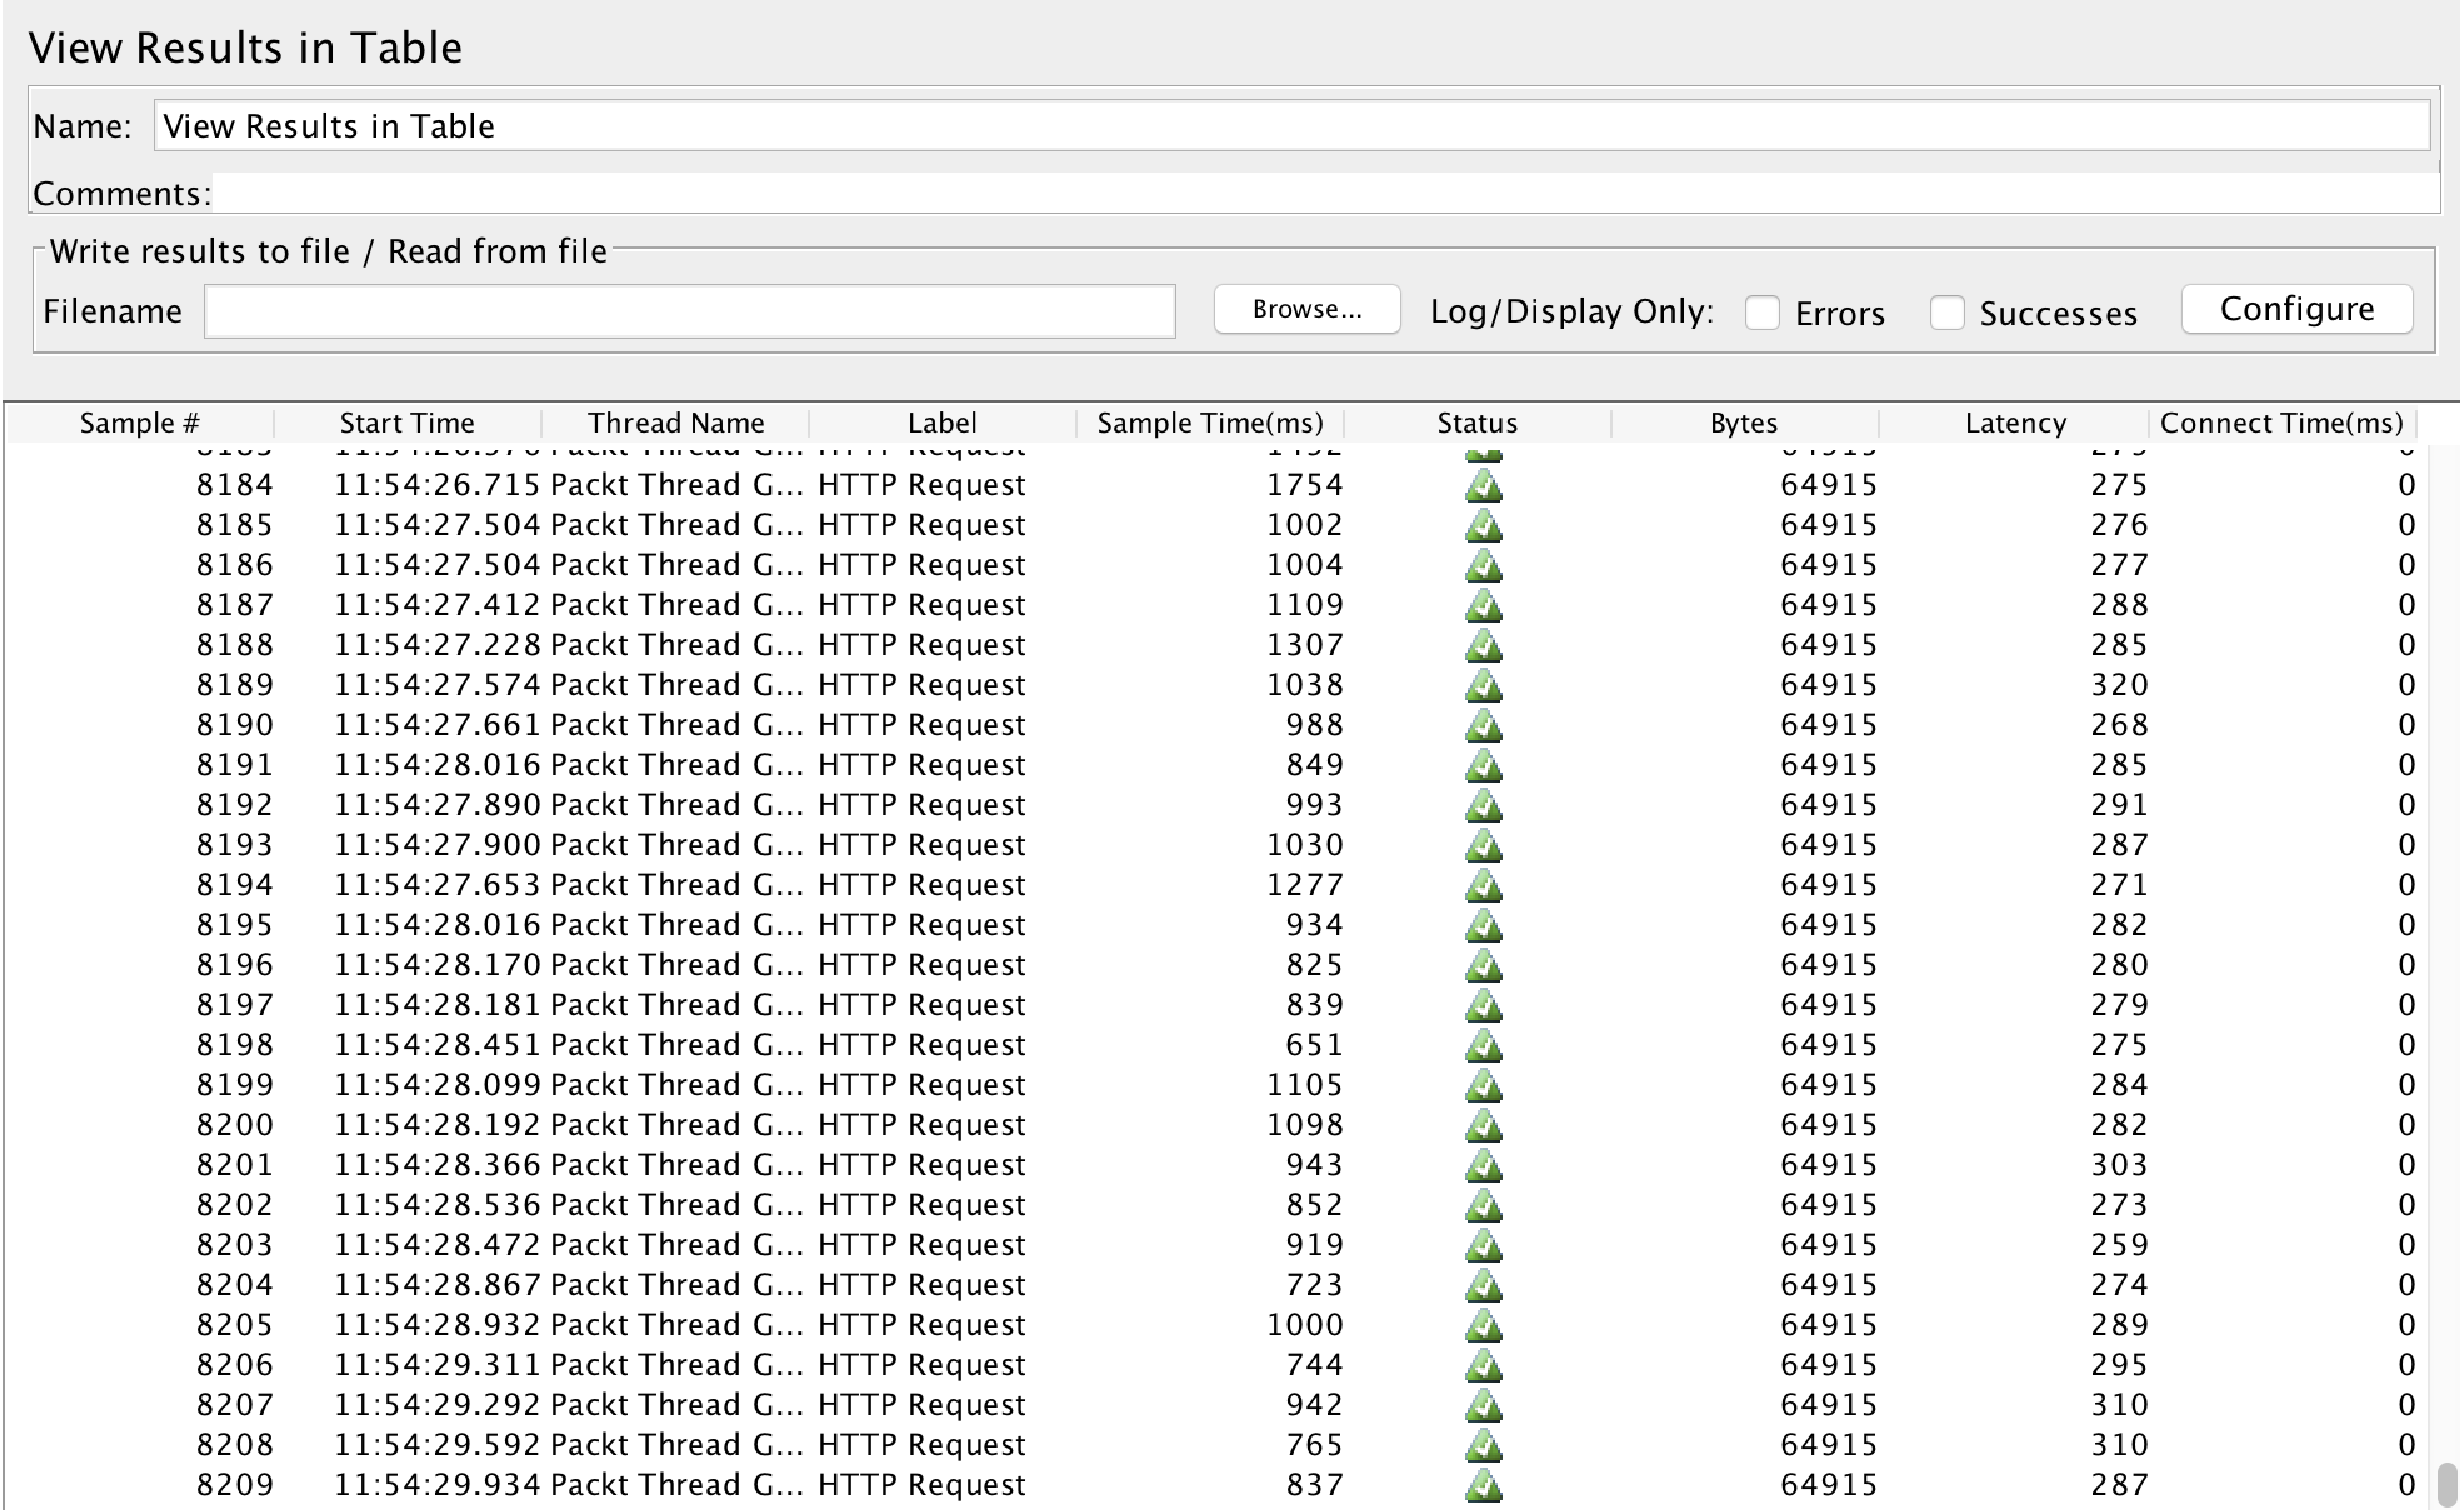 View Results in Table
Name: View Results in Table
Comments:
Write results to file / Read from file
Filename Browse... Log/Display Only: Errors Successes Configure
Sample # Start Time Thread Name Label Sample Time(ms) Status Bytes Latency Connect Time(ms)
8184 11:54:26.715 Packt Thread G... HTTP Request 1754 64915 275 0
8185 11:54:27.504 Packt Thread G... HTTP Request 1002 64915 276 0
8186 11:54:27.504 Packt Thread G... HTTP Request 1004 64915 277 0
8187 11:54:27.412 Packt Thread G... HTTP Request 1109 64915 288 0
8188 11:54:27.228 Packt Thread G... HTTP Request 1307 64915 285 0
8189 11:54:27.574 Packt Thread G... HTTP Request 1038 64915 320 0
8190 11:54:27.661 Packt Thread G... HTTP Request 988 64915 268 0
8191 11:54:28.016 Packt Thread G... HTTP Request 849 64915 285 0
8192 11:54:27.890 Packt Thread G... HTTP Request 993 64915 291 0
8193 11:54:27.900 Packt Thread G... HTTP Request 1030 64915 287 0
8194 11:54:27.653 Packt Thread G... HTTP Request 1277 64915 271 0
8195 11:54:28.016 Packt Thread G... HTTP Request 934 64915 282 0
8196 11:54:28.170 Packt Thread G... HTTP Request 825 64915 280 0
8197 11:54:28.181 Packt Thread G... HTTP Request 839 64915 279 0
8198 11:54:28.451 Packt Thread G... HTTP Request 651 64915 275 0
8199 11:54:28.099 Packt Thread G... HTTP Request 1105 64915 284 0
8200 11:54:28.192 Packt Thread G... HTTP Request 1098 64915 282 0
8201 11:54:28.366 Packt Thread G... HTTP Request 943 64915 303 0
8202 11:54:28.536 Packt Thread G... HTTP Request 852 64915 273 0
8203 11:54:28.472 Packt Thread G... HTTP Request 919 64915 259 0
8204 11:54:28.867 Packt Thread G... HTTP Request 723 64915 274 0
8205 11:54:28.932 Packt Thread G... HTTP Request 1000 64915 289 0
8206 11:54:29.311 Packt Thread G... HTTP Request 744 64915 295 0
8207 11:54:29.292 Packt Thread G... HTTP Request 942 64915 310 0
8208 11:54:29.592 Packt Thread G... HTTP Request 765 64915 310 0
8209 11:54:29.934 Packt Thread G... HTTP Request 837 64915 287 0